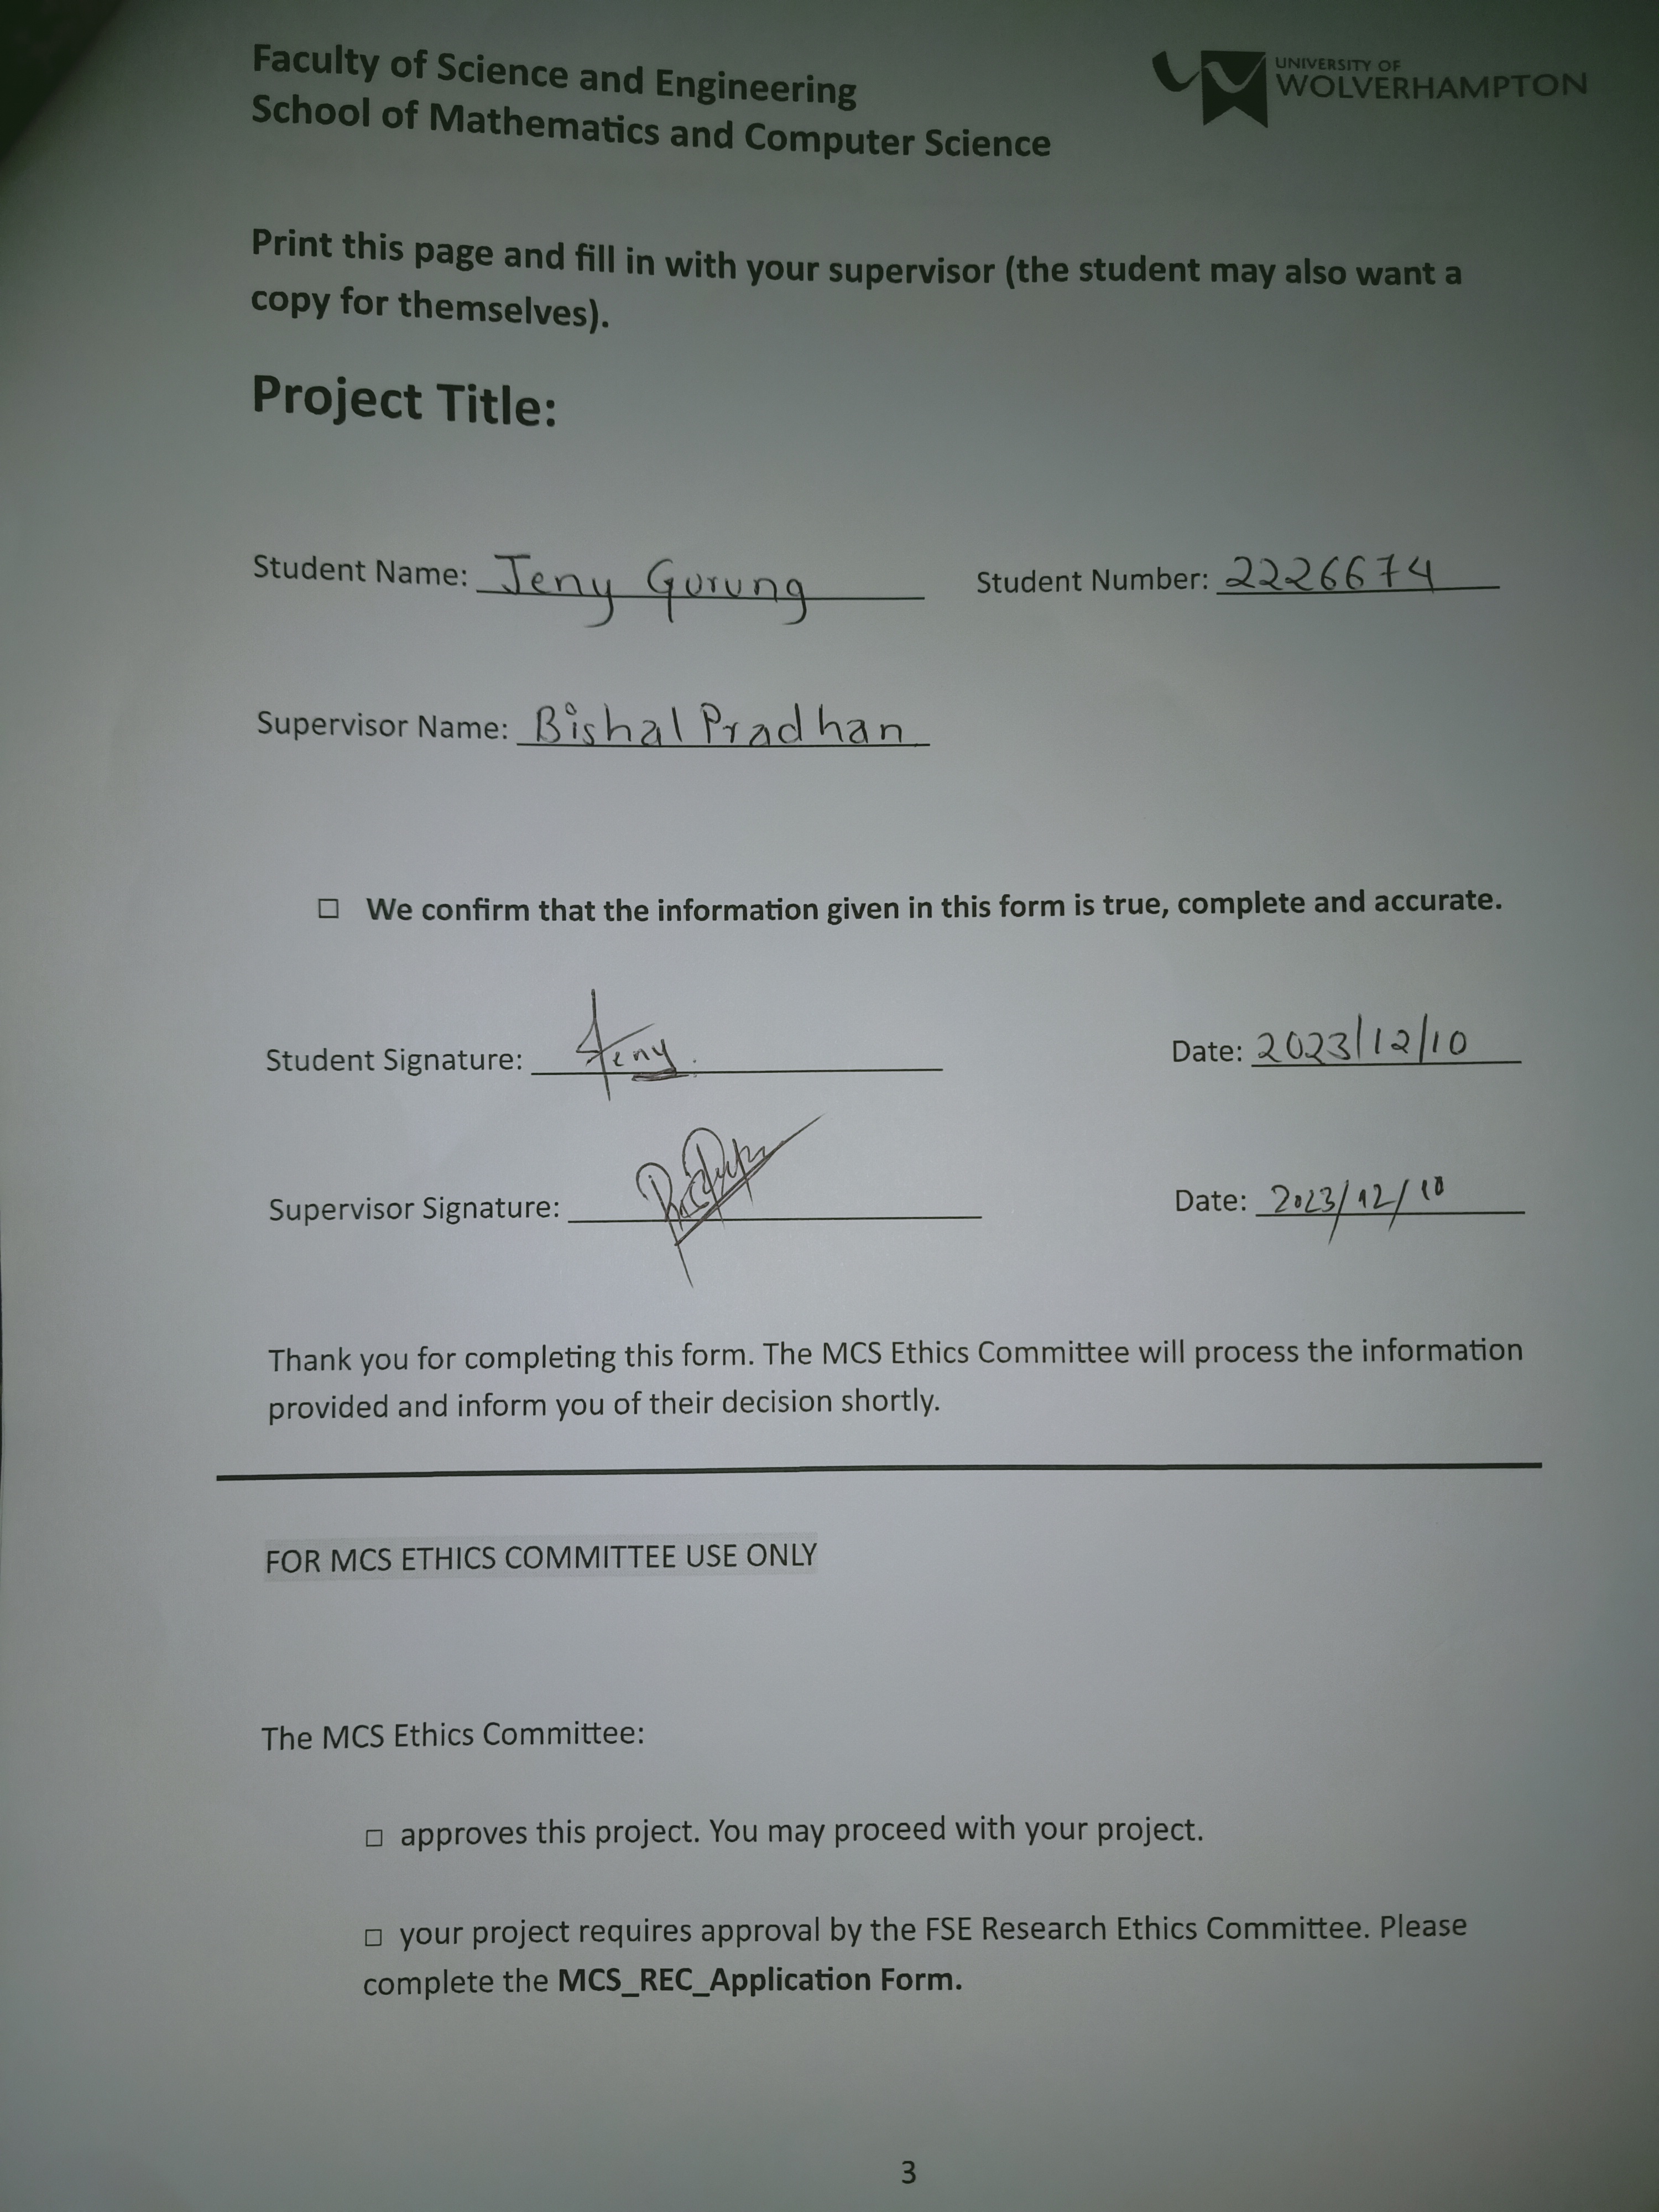 Faculty of Science and Engineering
School of Mathematics and Computer Science
UNIVERSITY OF
WOLVERHAMPTON
Print this page and fill in with your supervisor (the student may also want a
copy for themselves).
Project Title:
Student Name: Jeny Gurung Student Number: 2226674
Supervisor Name: Bishal Pradhan
☐ We confirm that the information given in this form is true, complete and accurate.
Student Signature: Jeny Date: 2023/12/10
Supervisor Signature: Date: 2023/12/10
Thank you for completing this form. The MCS Ethics Committee will process the information
provided and inform you of their decision shortly.
FOR MCS ETHICS COMMITTEE USE ONLY
The MCS Ethics Committee:
☐ approves this project. You may proceed with your project.
☐ your project requires approval by the FSE Research Ethics Committee. Please
complete the MCS_REC_Application Form.
3